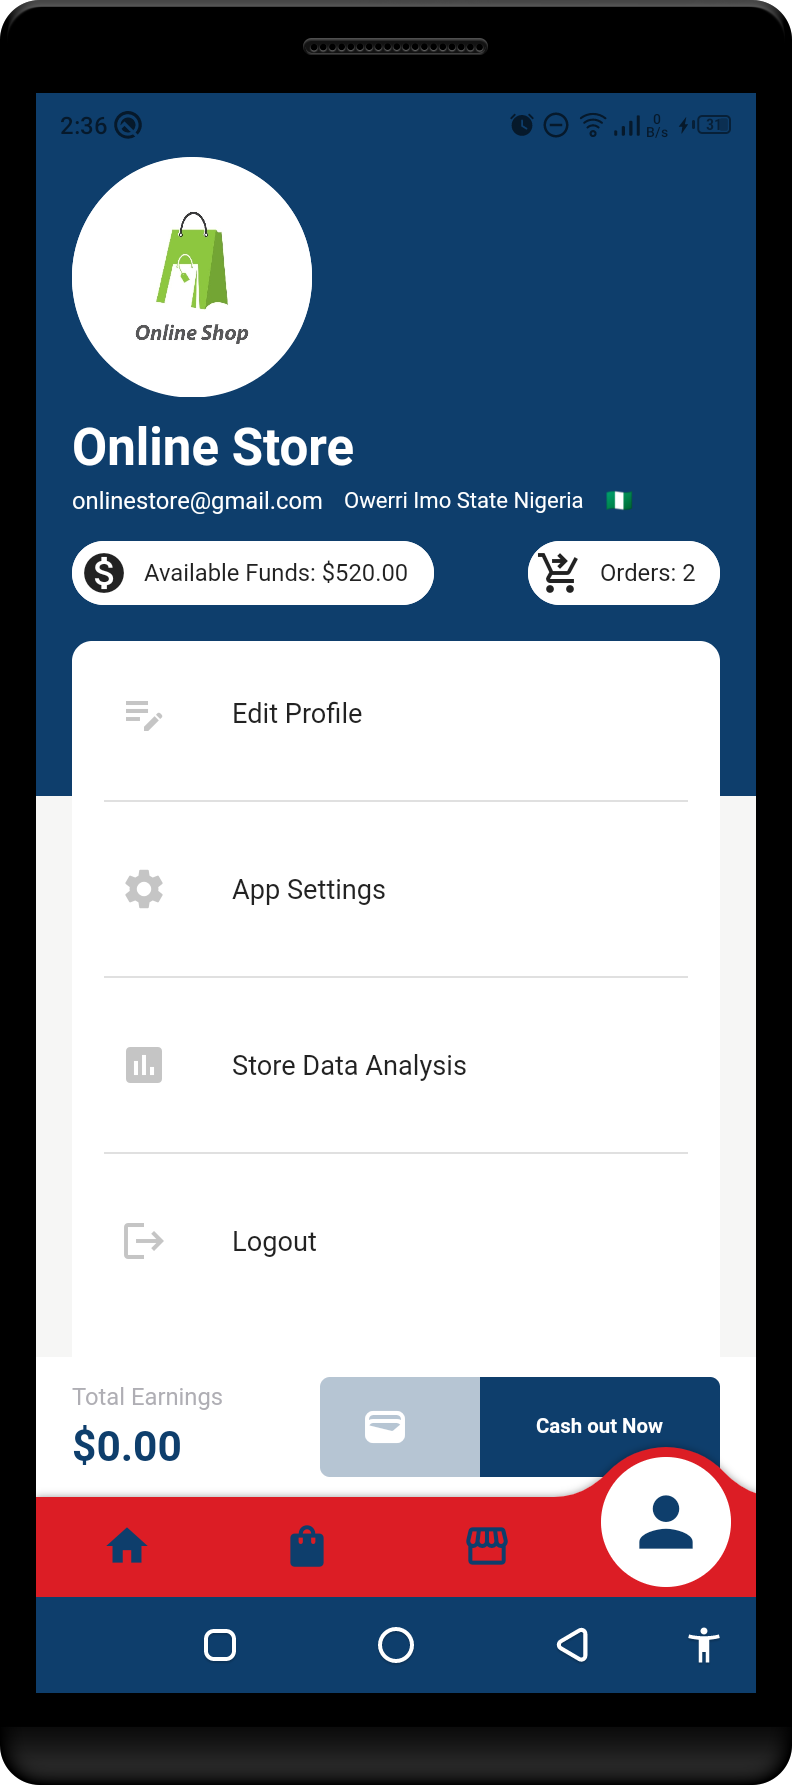 2:36
0
B/s
31
Online Shop
Online Store
onlinestore@gmail.com Owerri Imo State Nigeria
Available Funds: $520.00
Orders: 2
Edit Profile
App Settings
Store Data Analysis
Logout
Total Earnings
$0.00
Cash out Now